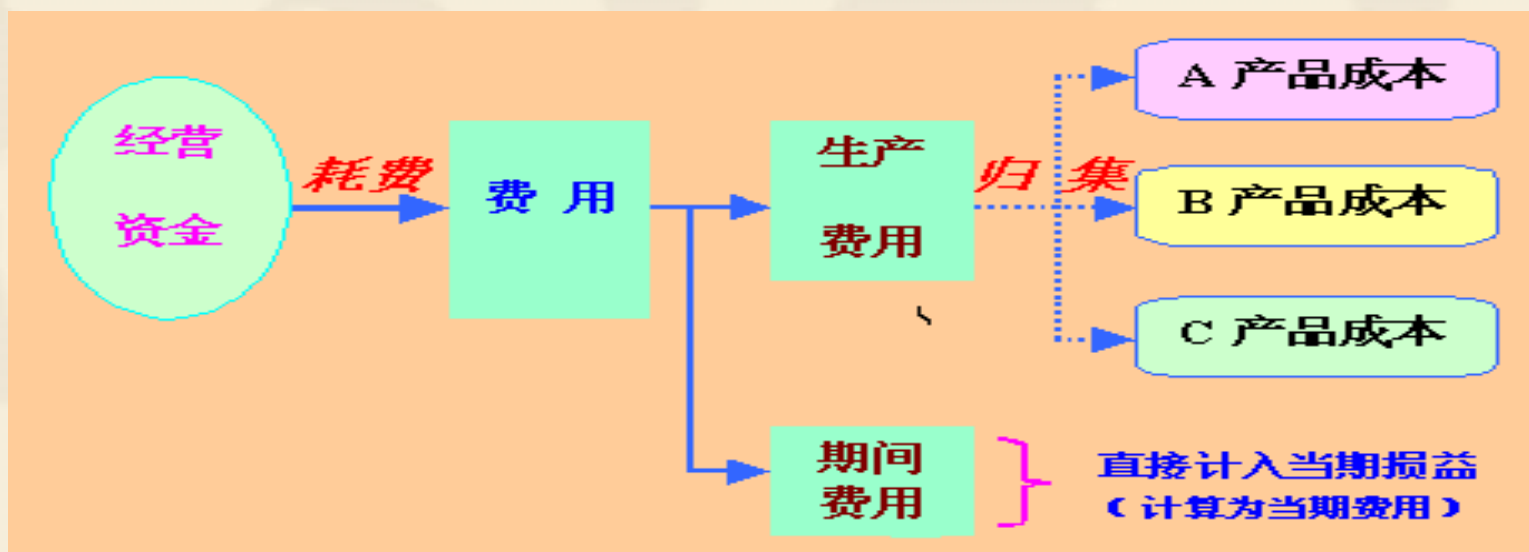 经营
资金
耗费
费 用
生产
费用
归 集
A 产品成本
B 产品成本
C 产品成本
期间
费用
直接计入当期损益
（计算为当期费用）